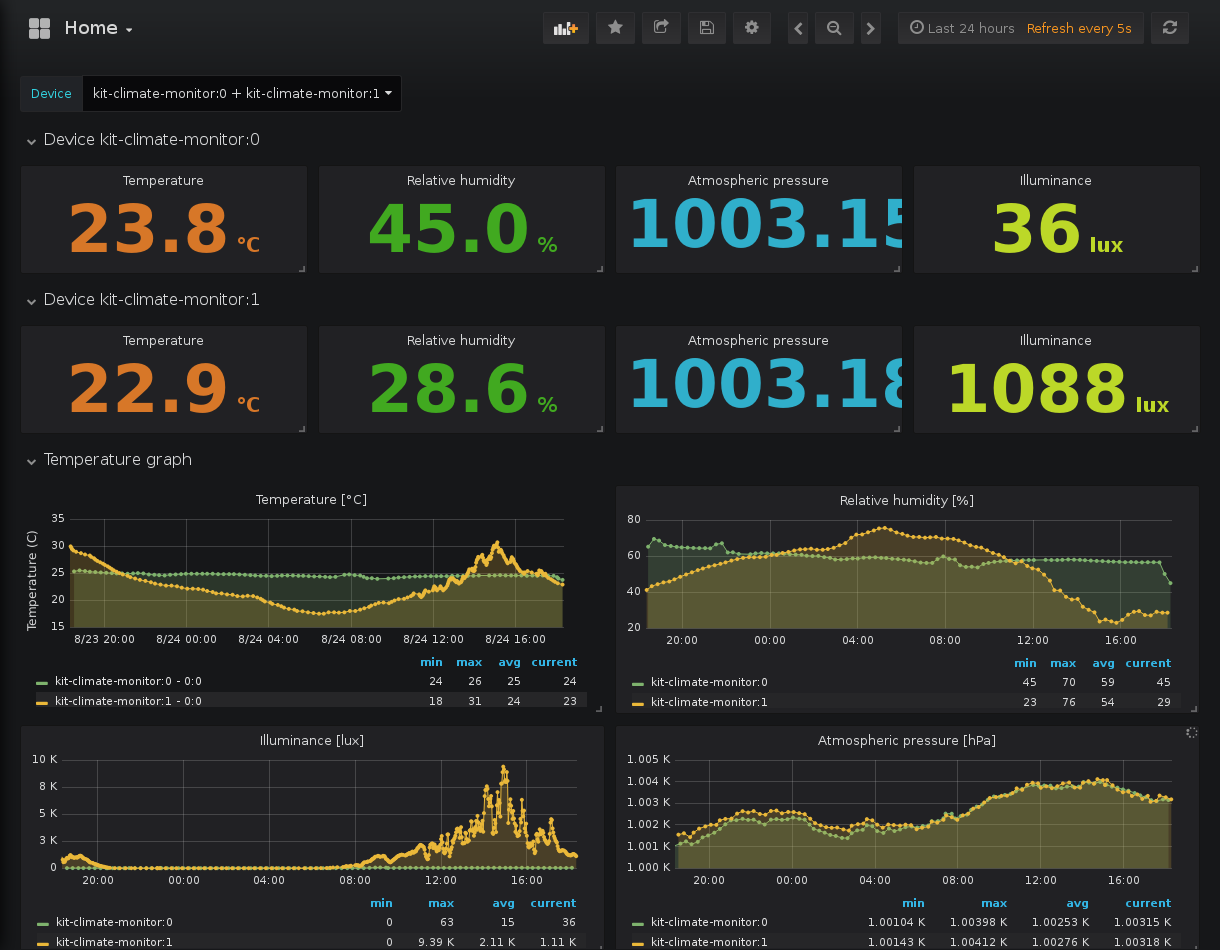 Home
Last 24 hours Refresh every 5s
Device kit-climate-monitor:0 + kit-climate-monitor:1
Device kit-climate-monitor:0
Temperature Relative humidity Atmospheric pressure Illuminance
23.8 °C 45.0 % 1003.15 36 lux
Device kit-climate-monitor:1
Temperature Relative humidity Atmospheric pressure Illuminance
22.9 °C 28.6 % 1003.18 1088 lux
Temperature graph
Temperature [°C]
Temperature (C)
35
30
25
20
15
8/23 20:00 8/24 00:00 8/24 04:00 8/24 08:00 8/24 12:00 8/24 16:00
min max avg current
kit-climate-monitor:0 - 0:0 24 26 25 24
kit-climate-monitor:1 - 0:0 18 31 24 23
Relative humidity [%]
80
60
40
20
20:00 00:00 04:00 08:00 12:00 16:00
min max avg current
kit-climate-monitor:0 45 70 59 45
kit-climate-monitor:1 23 76 54 29
Illuminance [lux]
10 K
8 K
5 K
3 K
0
20:00 00:00 04:00 08:00 12:00 16:00
min max avg current
kit-climate-monitor:0 0 63 15 36
kit-climate-monitor:1 0 9.39 K 2.11 K 1.11 K
Atmospheric pressure [hPa]
1.005 K
1.004 K
1.003 K
1.002 K
1.001 K
1.000 K
20:00 00:00 04:00 08:00 12:00 16:00
min max avg current
kit-climate-monitor:0 1.00104 K 1.00398 K 1.00253 K 1.00315 K
kit-climate-monitor:1 1.00143 K 1.00412 K 1.00276 K 1.00318 K